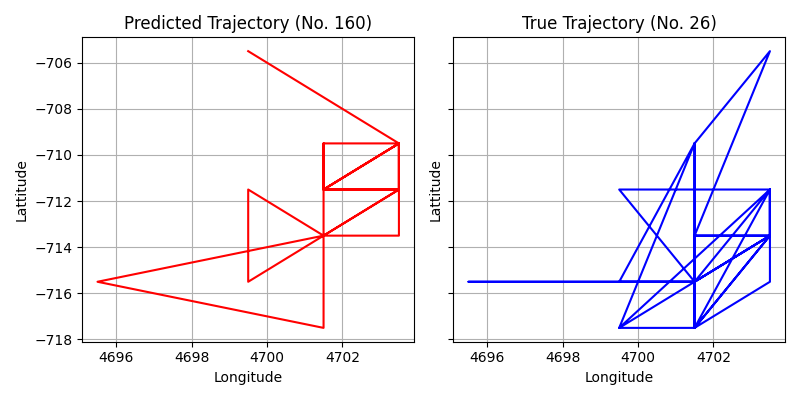 Predicted Trajectory (No. 160)
True Trajectory (No. 26)
−706
−708
−710
−712
−714
−716
−718
Lattitude
Lattitude
4696
4698
4700
4702
4696
4698
4700
4702
Longitude
Longitude